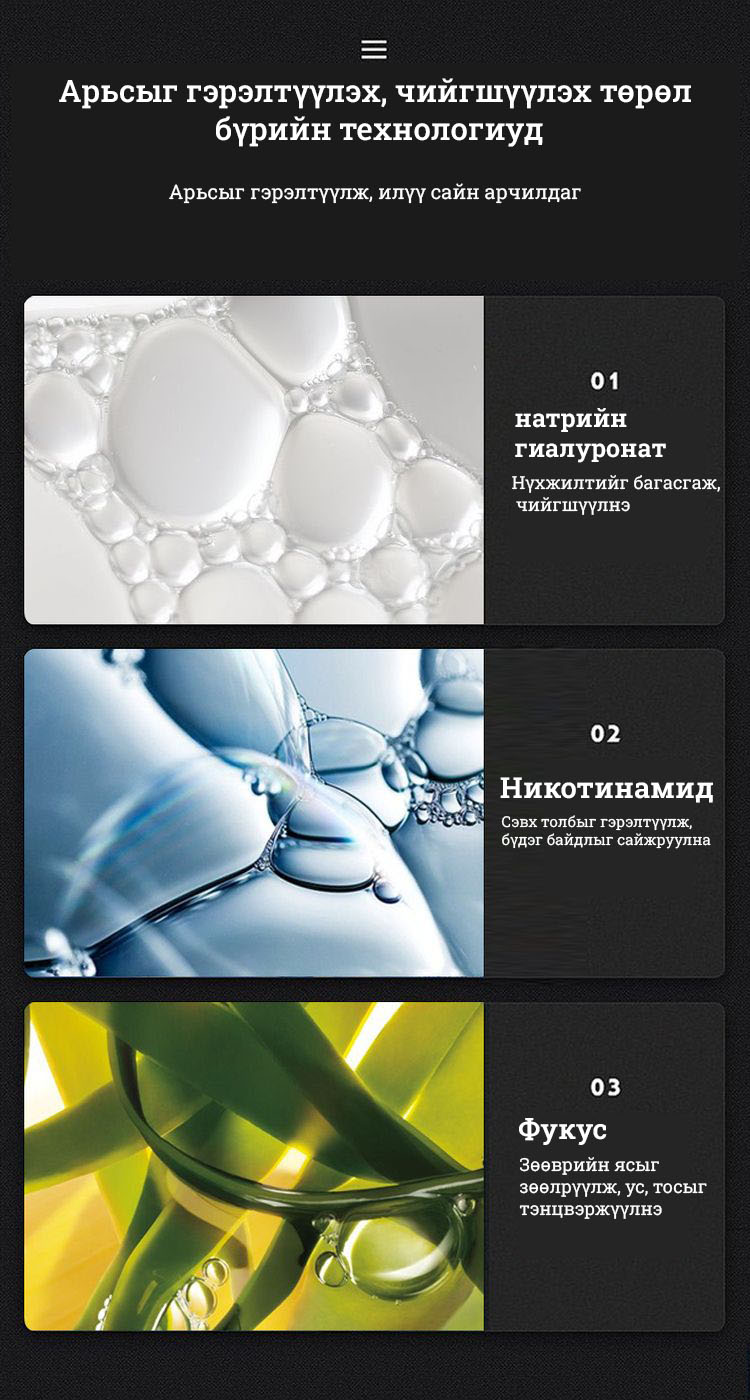 Арьсыг гэрэлтүүлэх, чийгшүүлэх төрөл
бүрийн технологиуд
Арьсыг гэрэлтүүлж, илүү сайн арчилдаг
01
натрийн
гиалуронат
Нүхжилтийг багасгаж,
чийгшүүлнэ
02
Никотинамид
Сэвх толбыг гэрэлтүүлж,
бүдэг байдлыг сайжруулна
03
Фукус
Зөөврийн ясыг
зөөлрүүлж, ус, тосыг
тэнцвэржүүлнэ